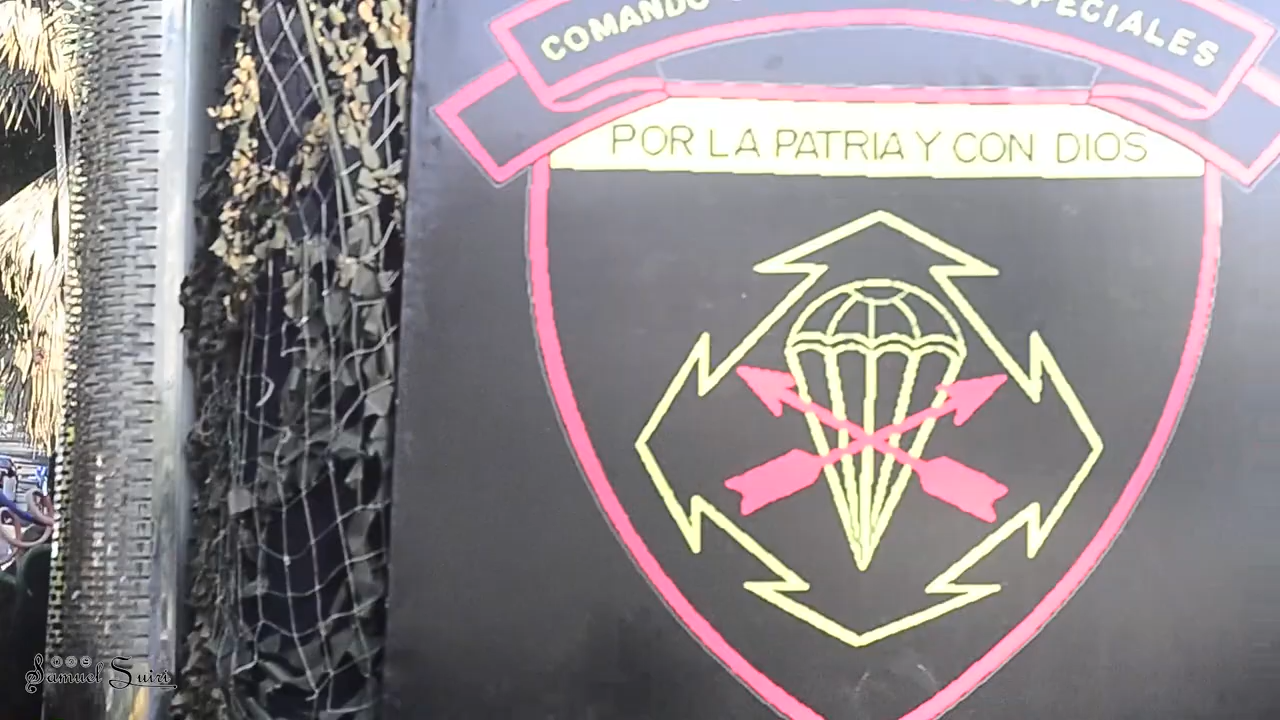 COMANDO ESPECIALES
POR LA PATRIA Y CON DIOS
Samuel Suiri